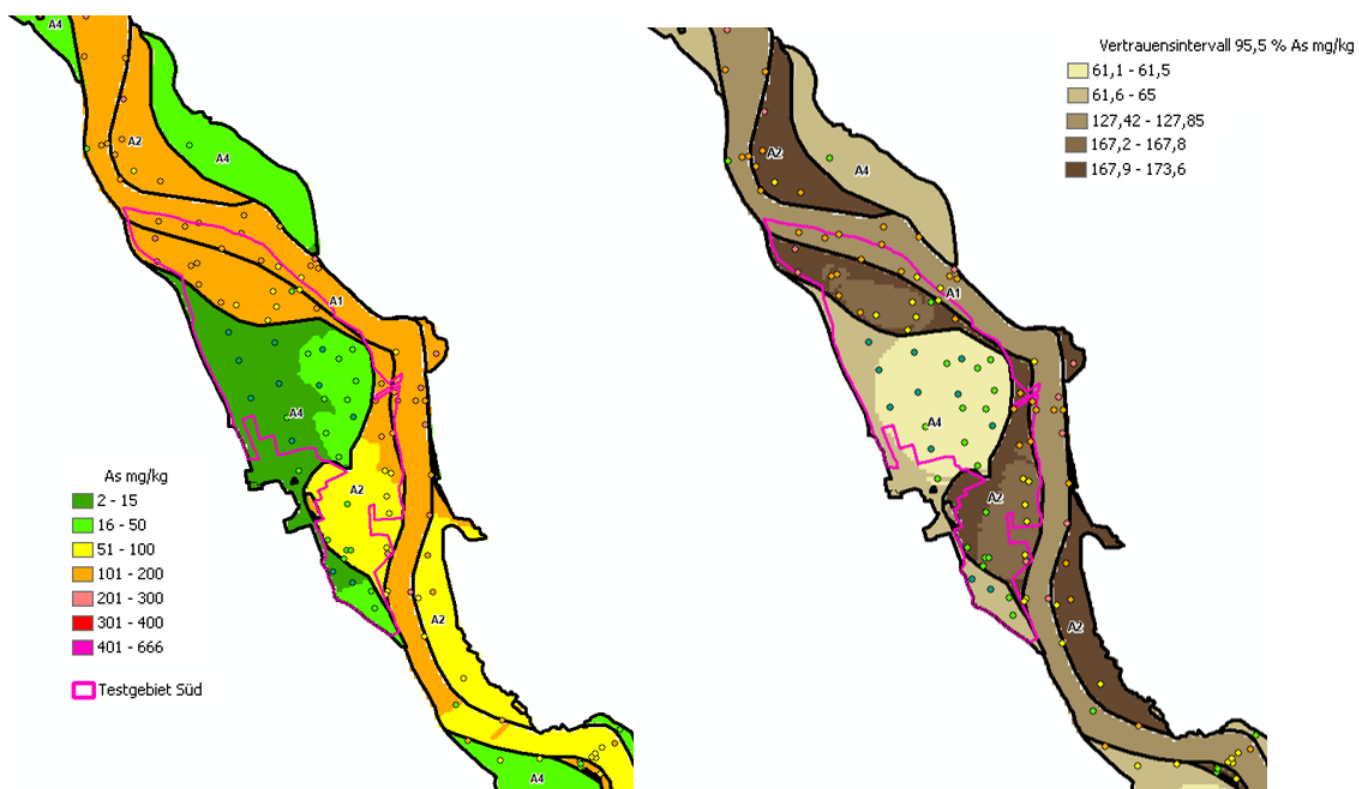 A4
A2
A4
A1
A4
A2
A2
A4
As mg/kg
2 - 15
16 - 50
51 - 100
101 - 200
201 - 300
301 - 400
401 - 666
Testgebiet Süd
Vertrauensintervall 95,5 % As mg/kg
61,1 - 61,5
61,6 - 65
127,42 - 127,85
167,2 - 167,8
167,9 - 173,6
A2
A4
A1
A4
A2
A2